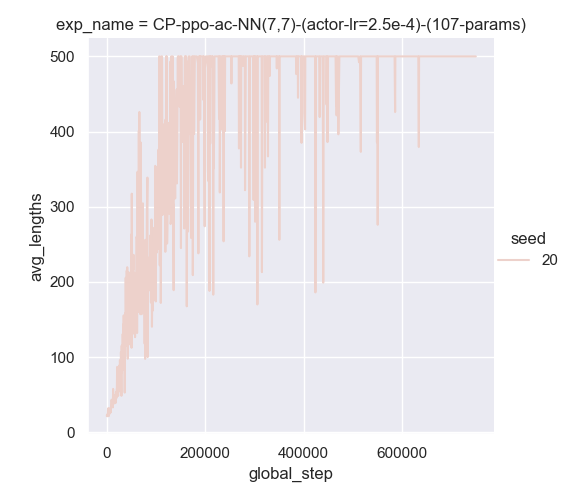 exp_name = CP-ppo-ac-NN(7,7)-(actor-lr=2.5e-4)-(107-params)
500
400
300
200
100
0
avg_lengths
0 200000 400000 600000
global_step
seed
20